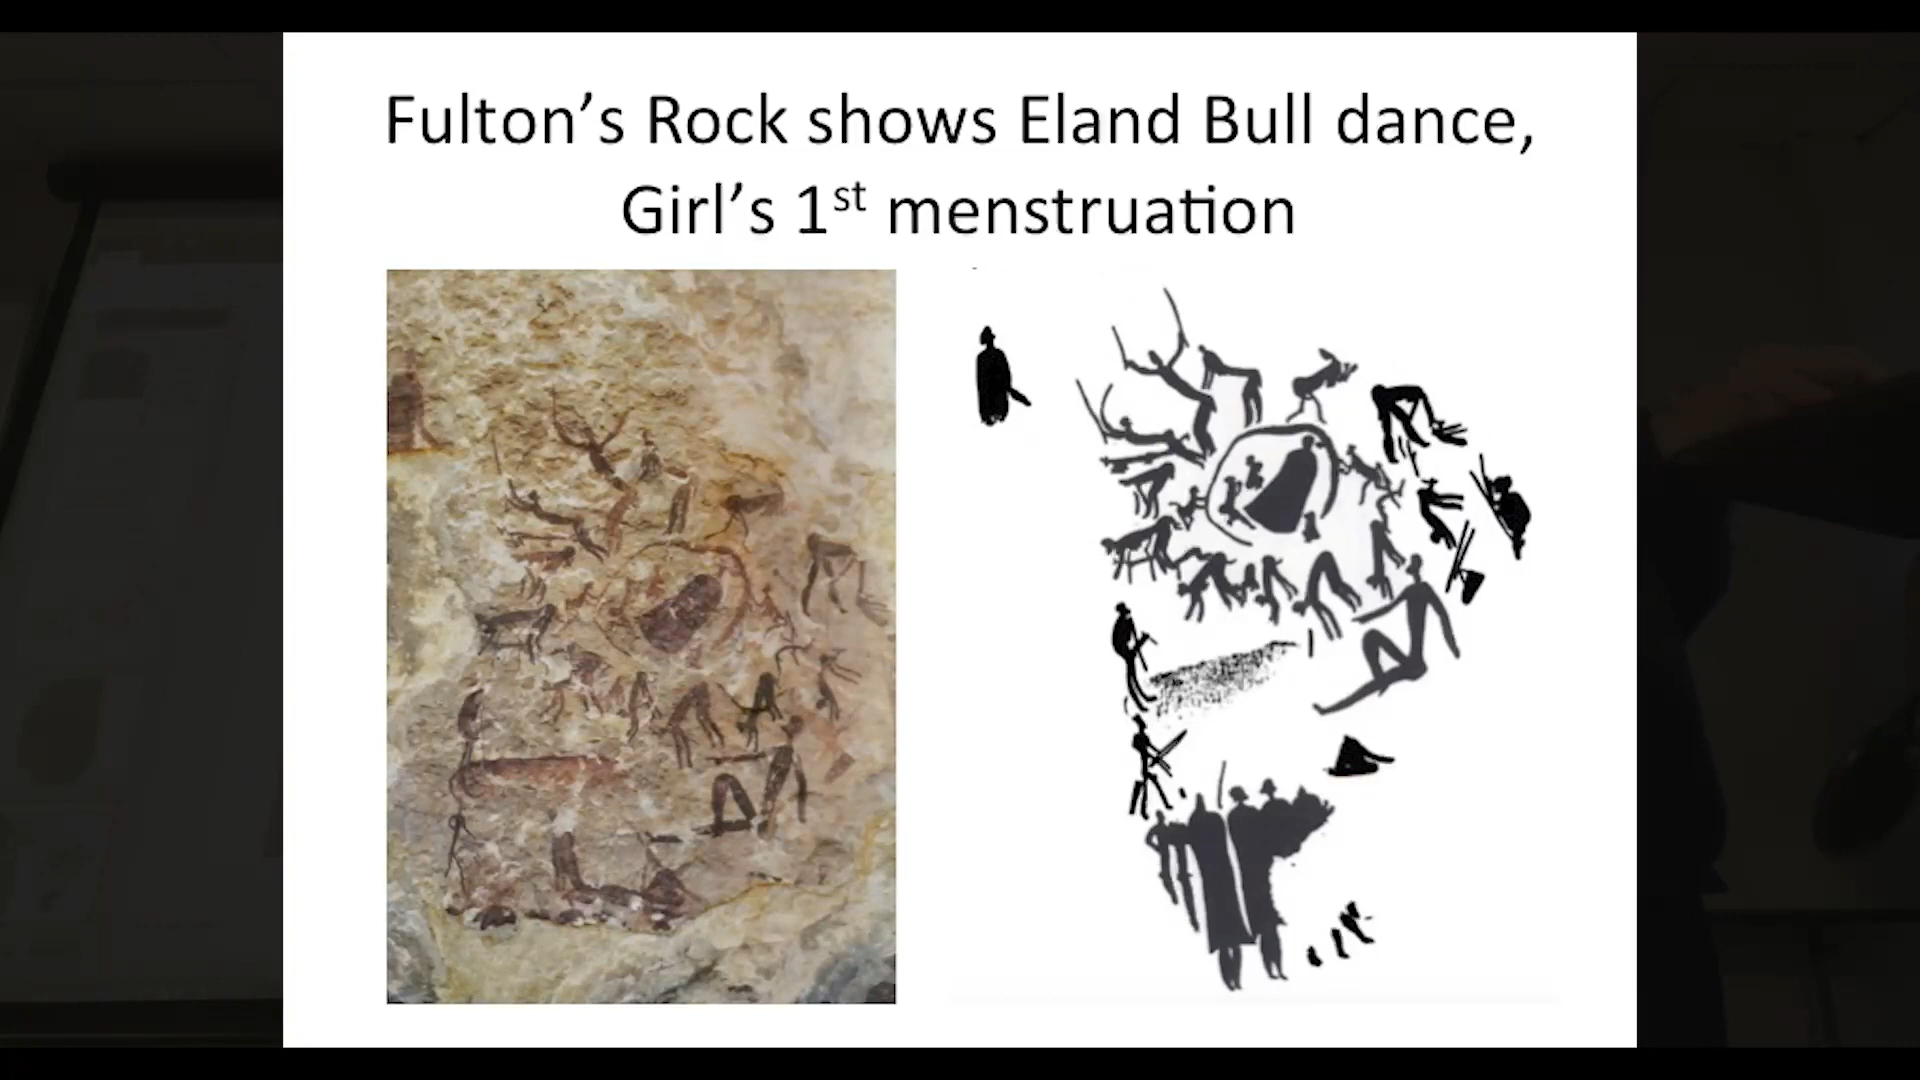 Fulton’s Rock shows Eland Bull dance,
Girl’s 1st menstruation